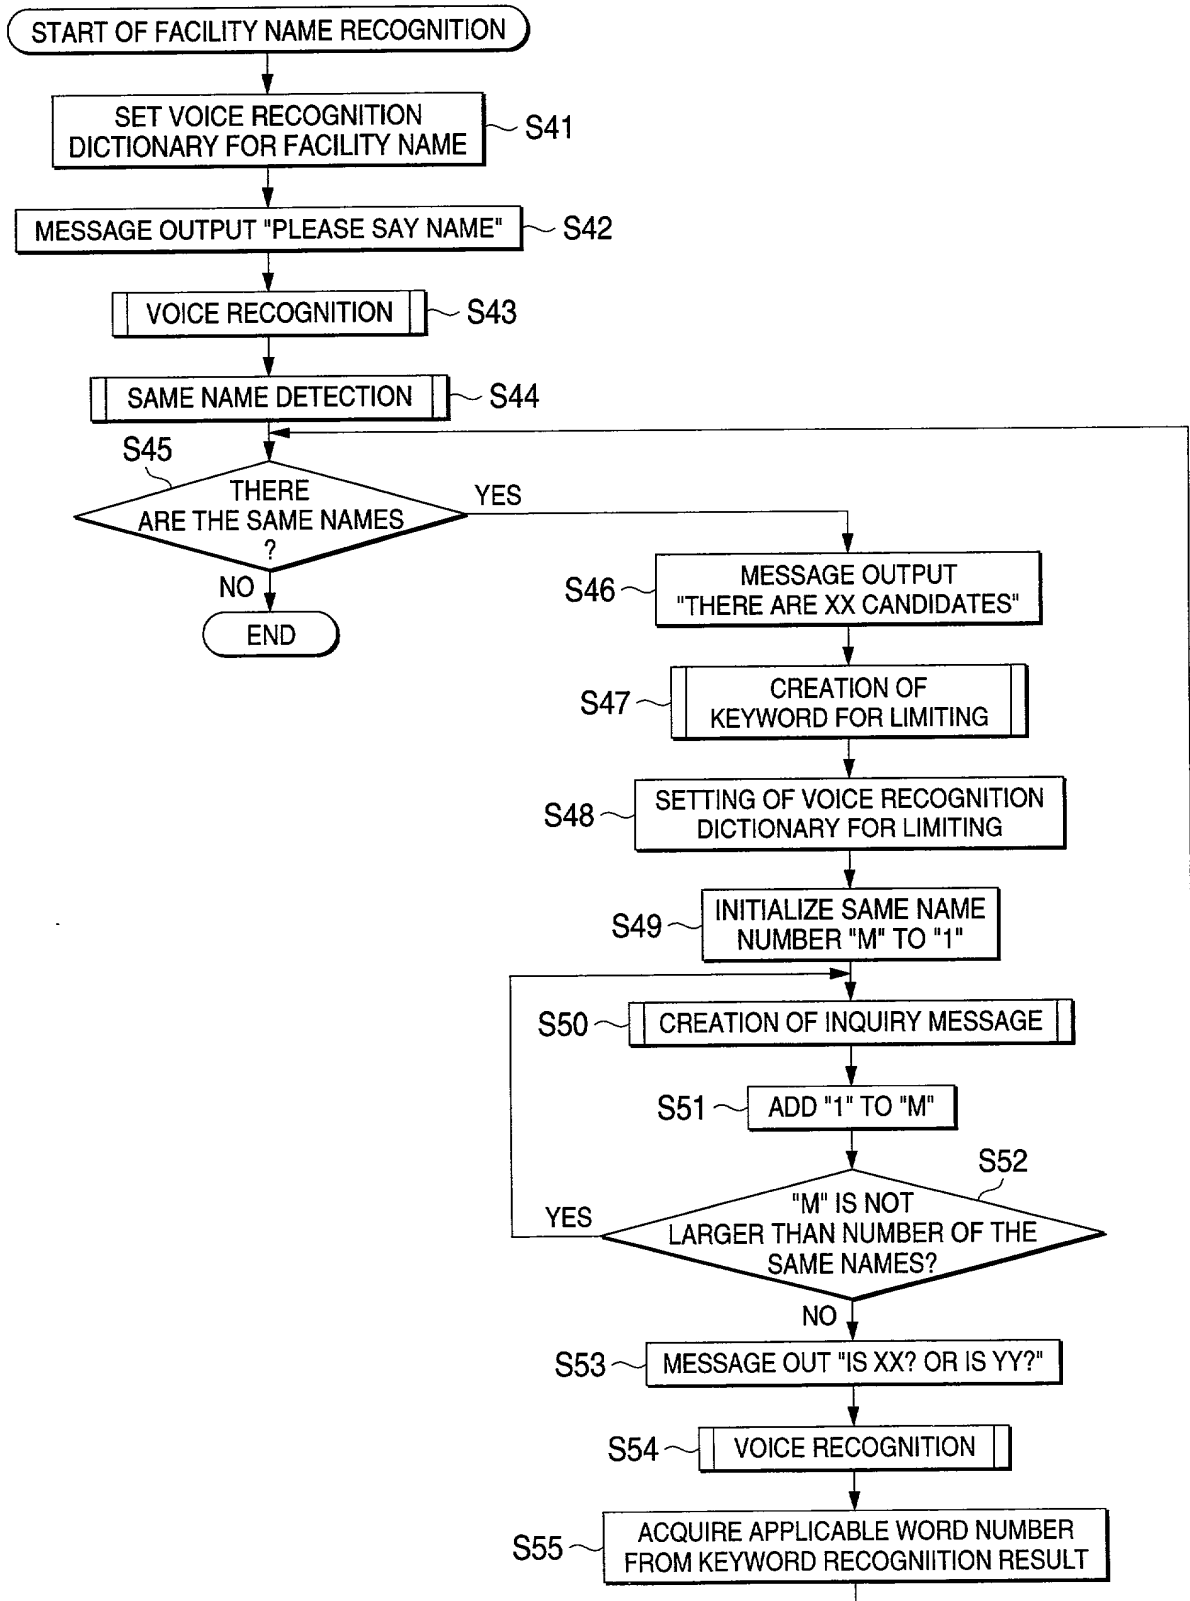 START OF FACILITY NAME RECOGNITION
SET VOICE RECOGNITION
DICTIONARY FOR FACILITY NAME
S41
MESSAGE OUTPUT "PLEASE SAY NAME"
S42
VOICE RECOGNITION
S43
SAME NAME DETECTION
S44
S45
THERE
ARE THE SAME NAMES
?
YES
NO
END
S46
MESSAGE OUTPUT
"THERE ARE XX CANDIDATES"
S47
CREATION OF
KEYWORD FOR LIMITING
S48
SETTING OF VOICE RECOGNITION
DICTIONARY FOR LIMITING
S49
INITIALIZE SAME NAME
NUMBER "M" TO "1"
S50
CREATION OF INQUIRY MESSAGE
S51
ADD "1" TO "M"
S52
"M" IS NOT
LARGER THAN NUMBER OF THE
SAME NAMES?
YES
NO
S53
MESSAGE OUT "IS XX? OR IS YY?"
S54
VOICE RECOGNITION
S55
ACQUIRE APPLICABLE WORD NUMBER
FROM KEYWORD RECOGNIITION RESULT